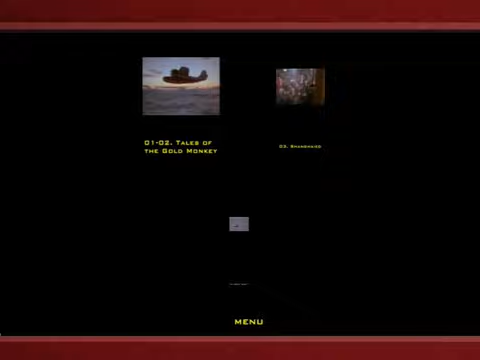 01-02. Tales of
the Gold Monkey
03. Shanghaied
MENU